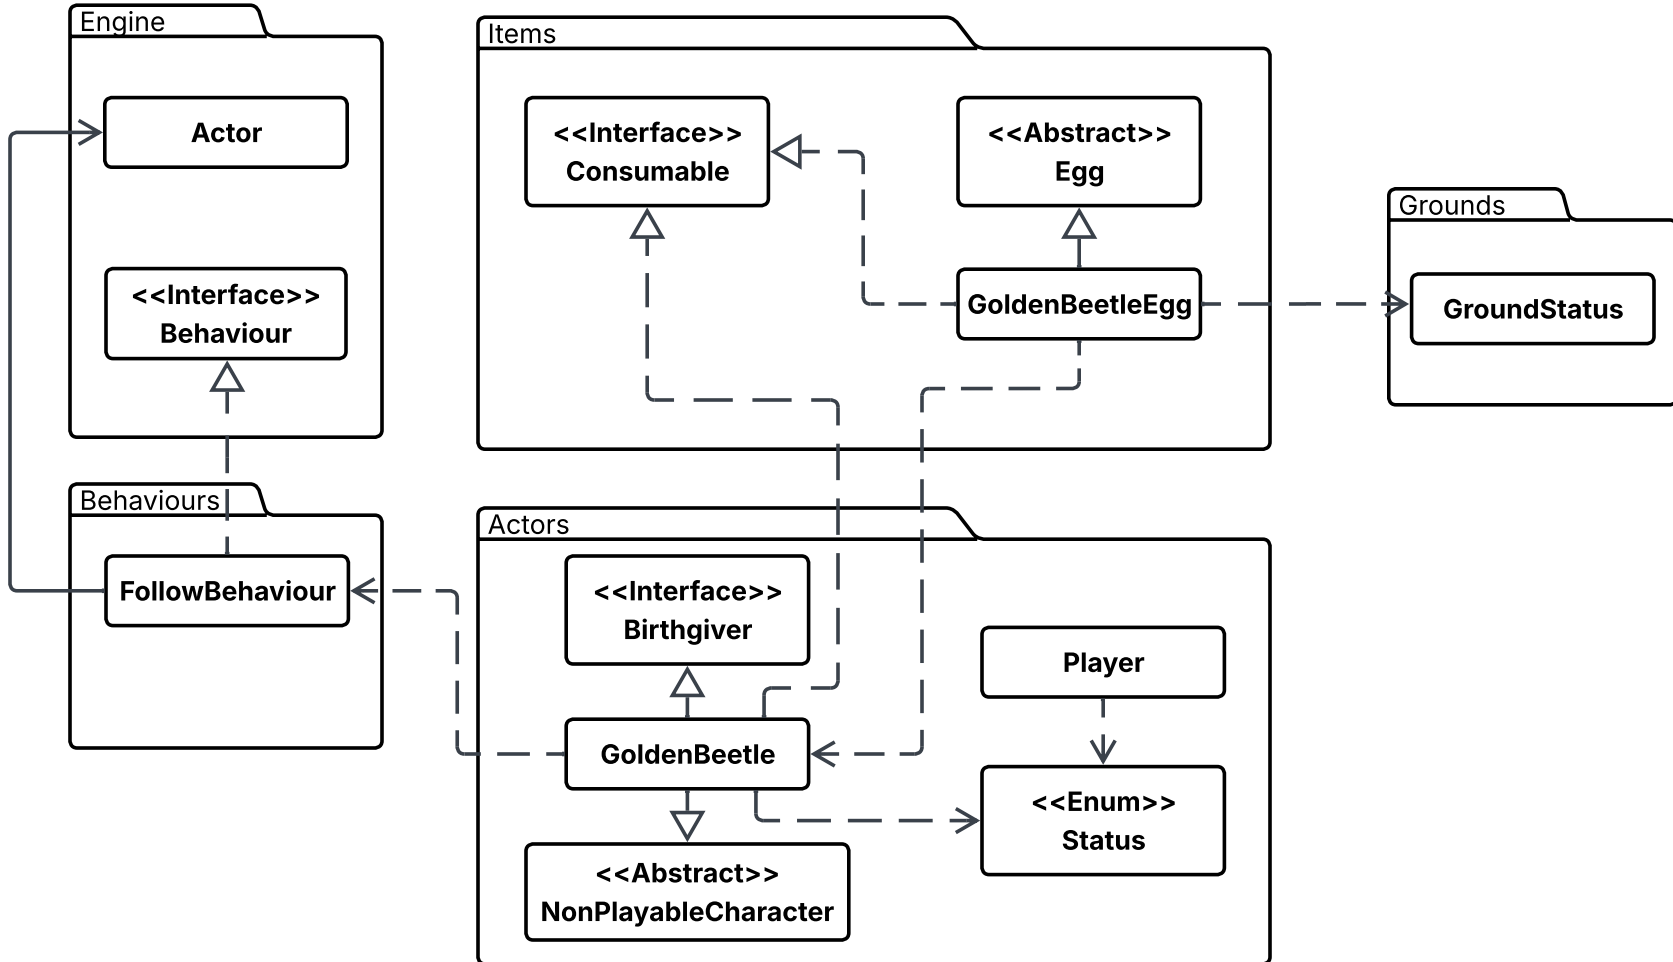 Engine
Actor
<<Interface>>
Behaviour
Behaviours
FollowBehaviour
Items
<<Interface>>
Consumable
<<Abstract>>
Egg
GoldenBeetleEgg
Grounds
GroundStatus
Actors
<<Interface>>
Birthgiver
GoldenBeetle
<<Abstract>>
NonPlayableCharacter
Player
<<Enum>>
Status